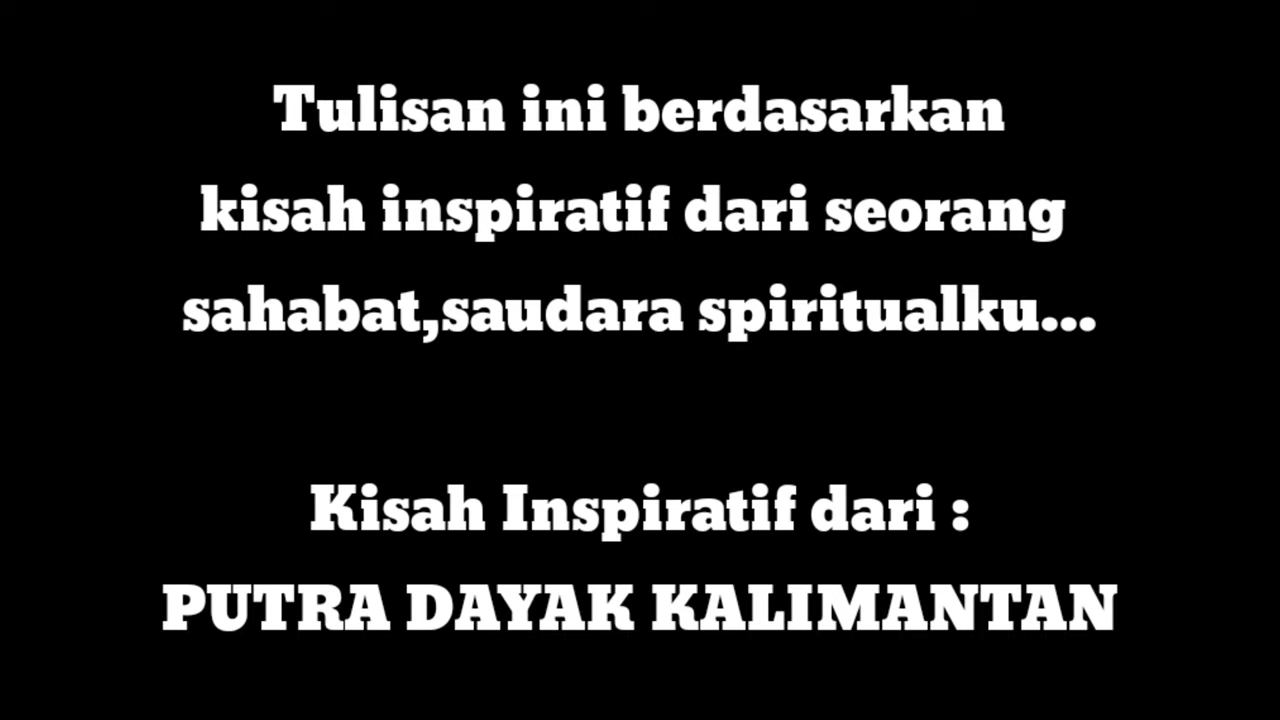 Tulisan ini berdasarkan
kisah inspiratif dari seorang
sahabat,saudara spiritualku...
Kisah Inspiratif dari :
PUTRA DAYAK KALIMANTAN